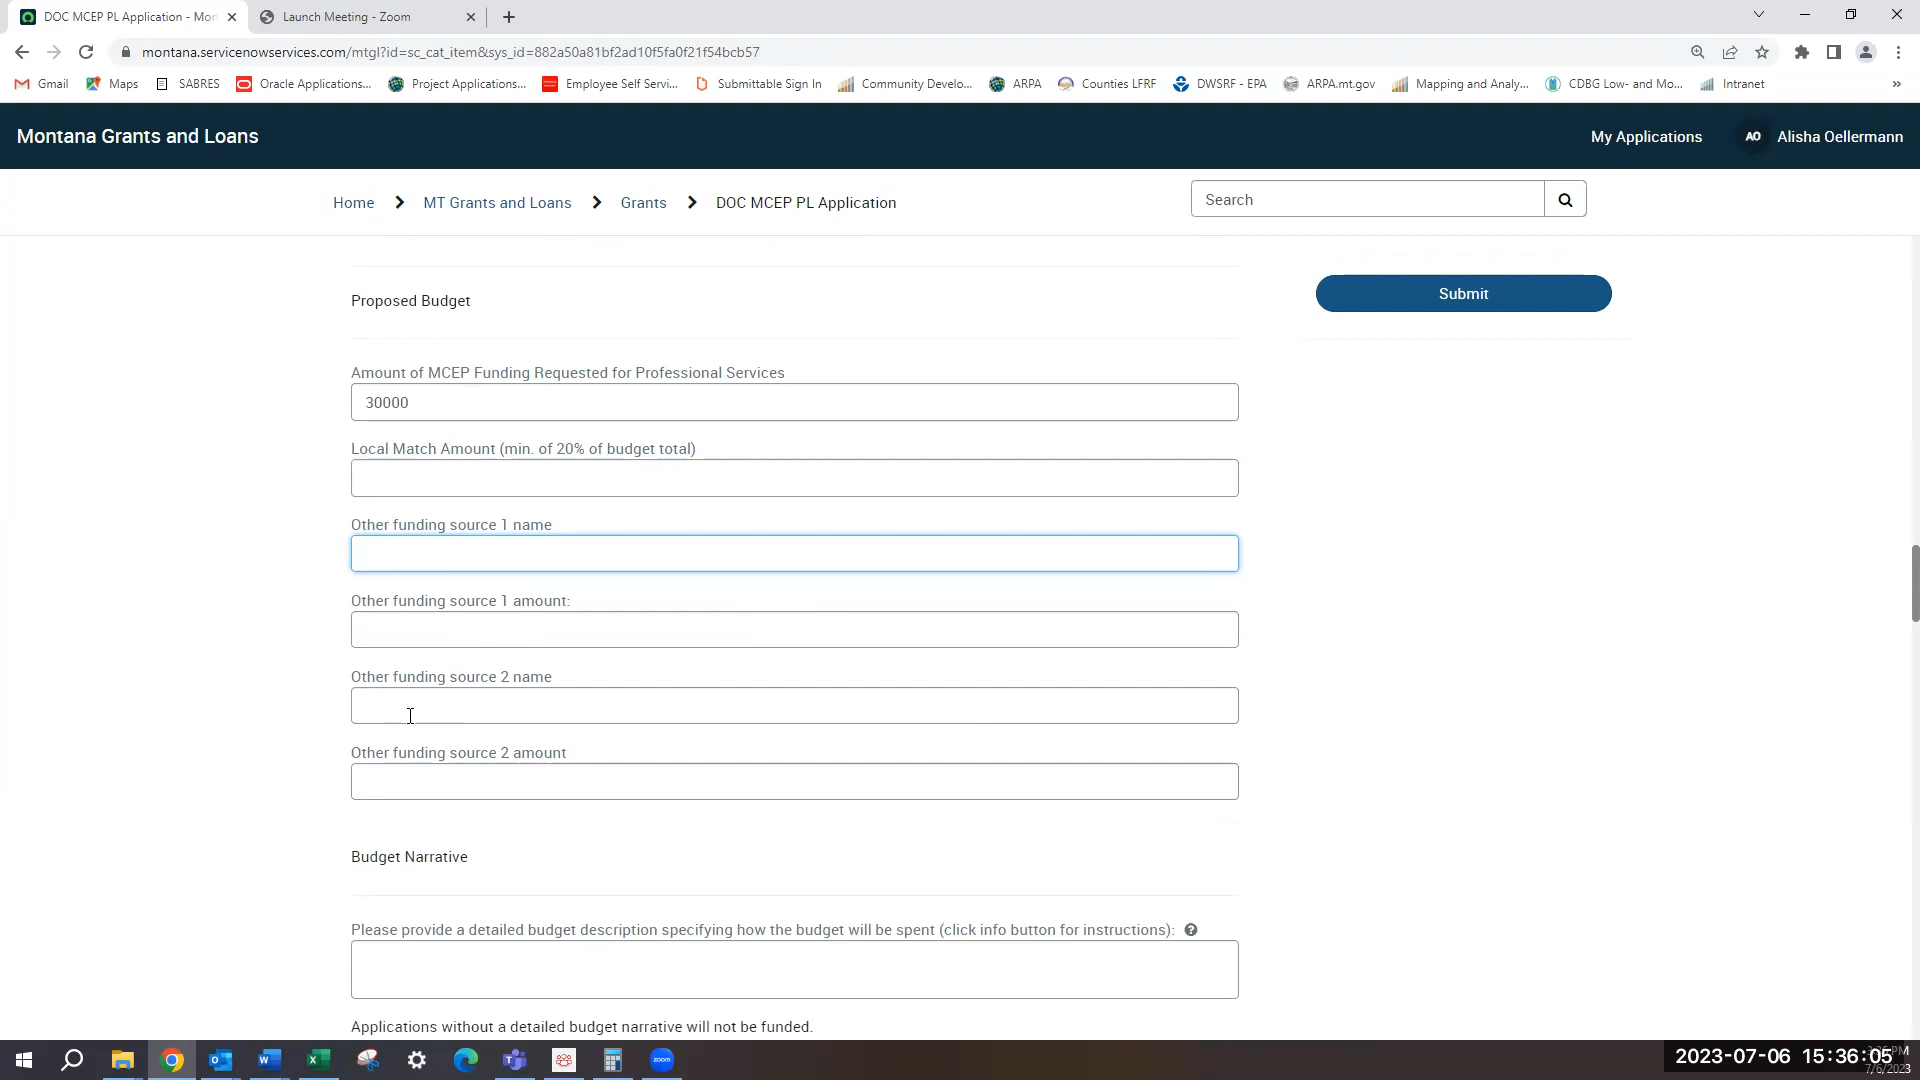 DOC MCEP PL Application - Mon
Launch Meeting - Zoom
montana.servicenowservices.com/mtgl?id=sc_cat_item&sys_id=882a50a81bf2ad10f5fa0f21f54bcb57
Gmail Maps SABRES Oracle Applications... Project Applications... Employee Self Servi... Submittable Sign In Community Develo... ARPA Counties LFRF DWSRF - EPA ARPA.mt.gov Mapping and Analy... CDBG Low- and Mo... Intranet »
Montana Grants and Loans
My Applications AO Alisha Oellermann
Home MT Grants and Loans Grants DOC MCEP PL Application
Search
Submit
Proposed Budget
Amount of MCEP Funding Requested for Professional Services
30000
Local Match Amount (min. of 20% of budget total)
Other funding source 1 name
Other funding source 1 amount:
Other funding source 2 name
Other funding source 2 amount
Budget Narrative
Please provide a detailed budget description specifying how the budget will be spent (click info button for instructions): ?
Applications without a detailed budget narrative will not be funded.
zoom
2023-07-06 15:36:05
7/6/2023